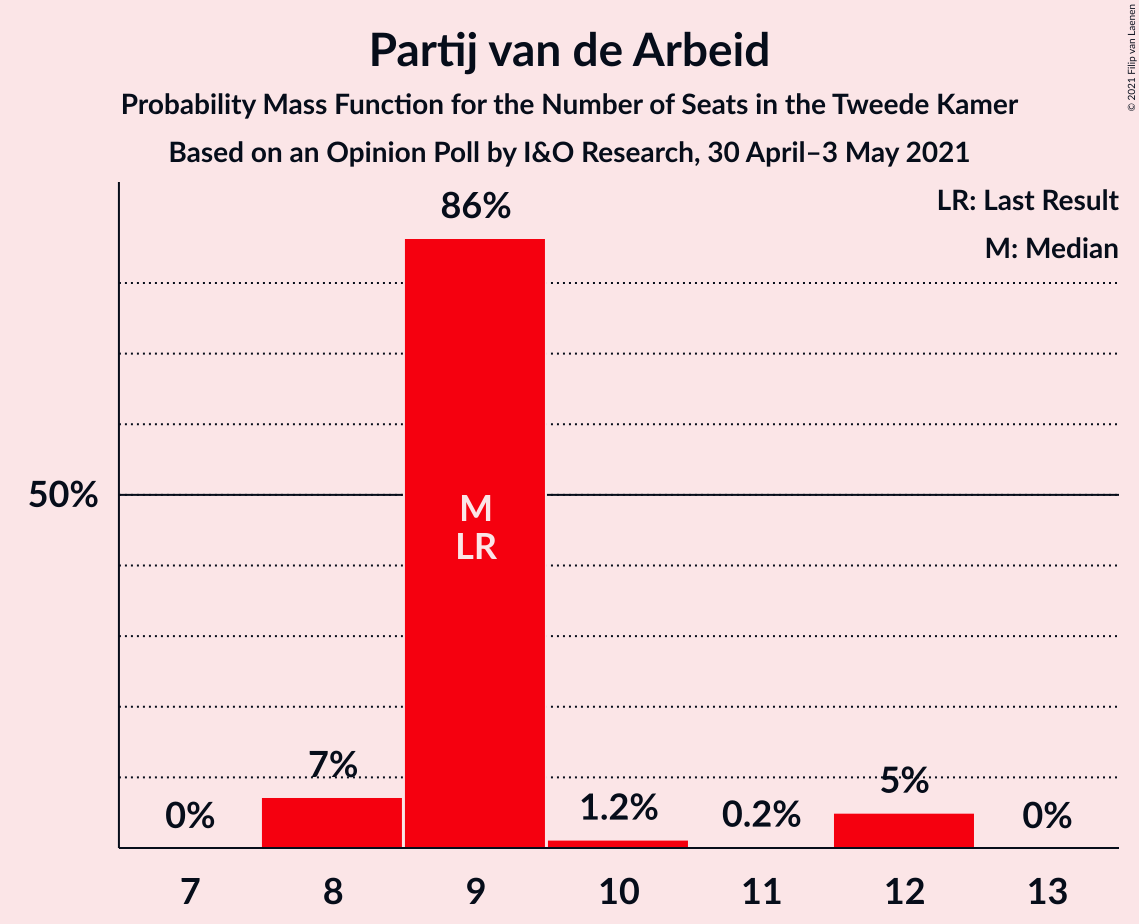 Partij van de Arbeid
Probability Mass Function for the Number of Seats in the Tweede Kamer
Based on an Opinion Poll by I&O Research, 30 April–3 May 2021
© 2021 Filip van Laenen
LR: Last Result
M: Median
86%
50%
M
LR
7%
5%
0%
1.2%
0.2%
0%
7 8 9 10 11 12 13